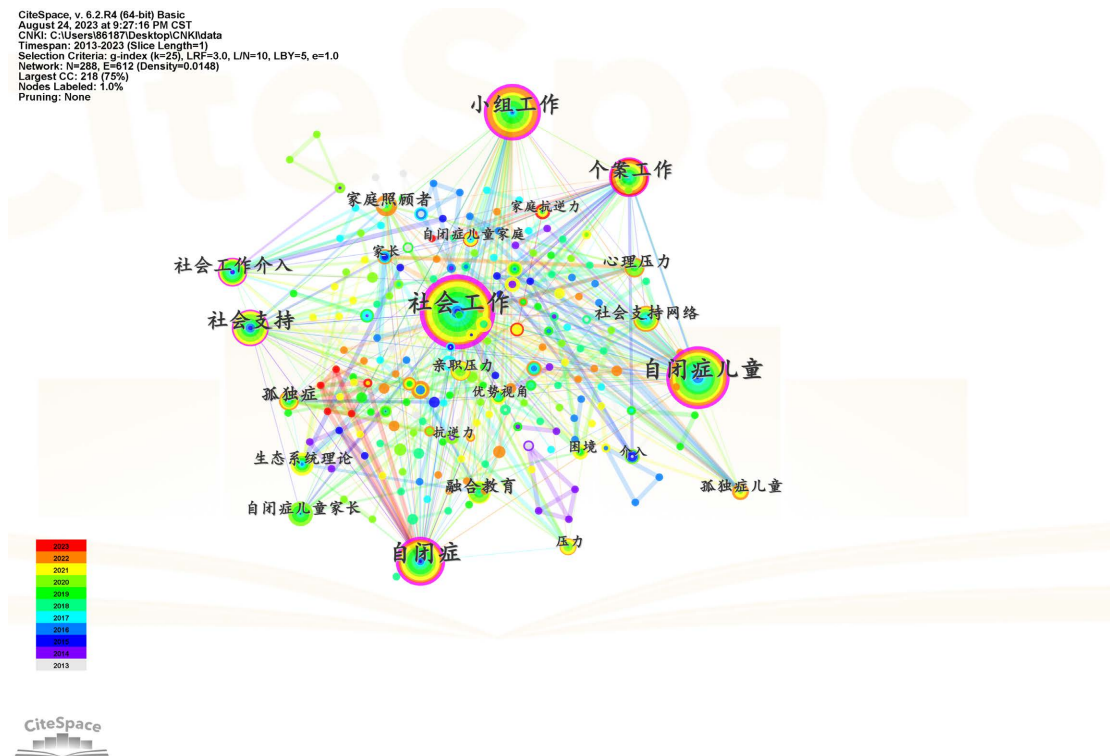 CiteSpace, v. 6.2.R4 (64-bit) Basic
August 24, 2023 at 9:27:16 PM CST
CNKI: C:\Users\86187\Desktop\CNKI\data
Timespan: 2013-2023 (Slice Length=1)
Selection Criteria: g-index (k=25), LRF=3.0, L/N=10, LBY=5, e=1.0
Network: N=288, E=612 (Density=0.0148)
Largest CC: 218 (75%)
Nodes Labeled: 1.0%
Pruning: None
CiteSpace
小组工作
个案工作
家庭照顾者
家庭抗逆力
自闭症儿童家庭
家长
社会工作介入
心理压力
社会工作
社会支持
社会支持网络
亲职压力
自闭症儿童
孤独症
优势视角
抗逆力
生态系统理论
困境
介入
融合教育
孤独症儿童
自闭症儿童家长
自闭症
压力
2023
2022
2021
2020
2019
2018
2017
2016
2015
2014
2013
CiteSpace